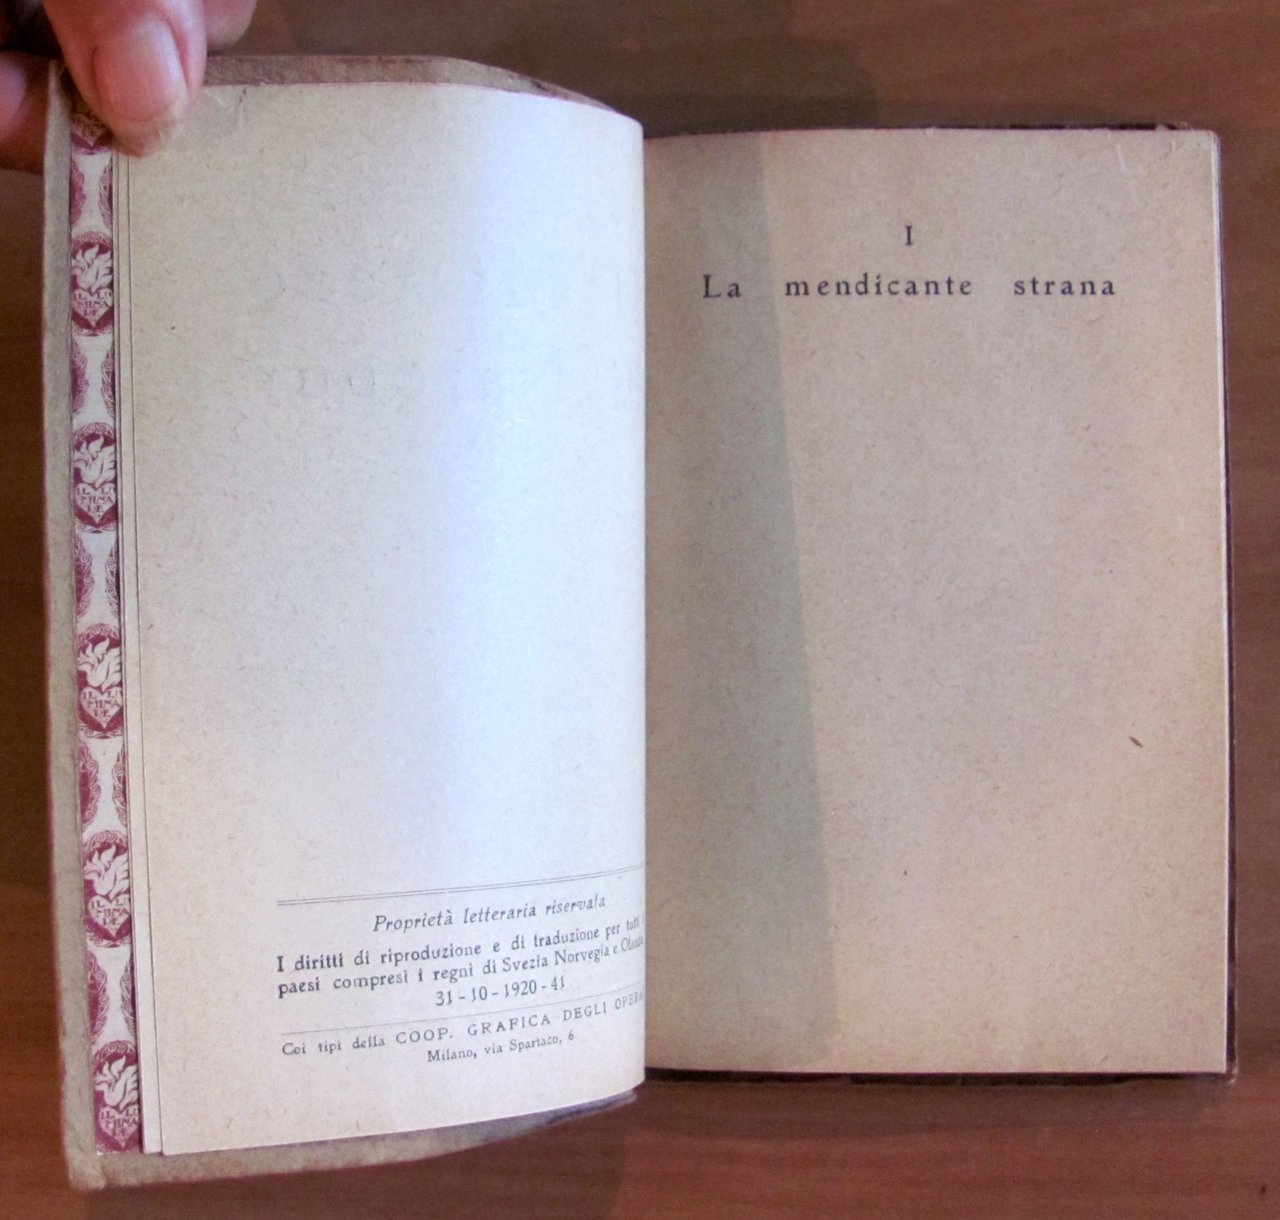 Proprietà letteraria riservata
I diritti di riproduzione e di traduzione per tutti
paesi compresi i regni di Svezia Norvegia e
31 - 10 - 1920 - 41
Coi tipi della COOP. GRAFICA DEGLI
Milano, via Spartaco, 6
I
La mendicante strana